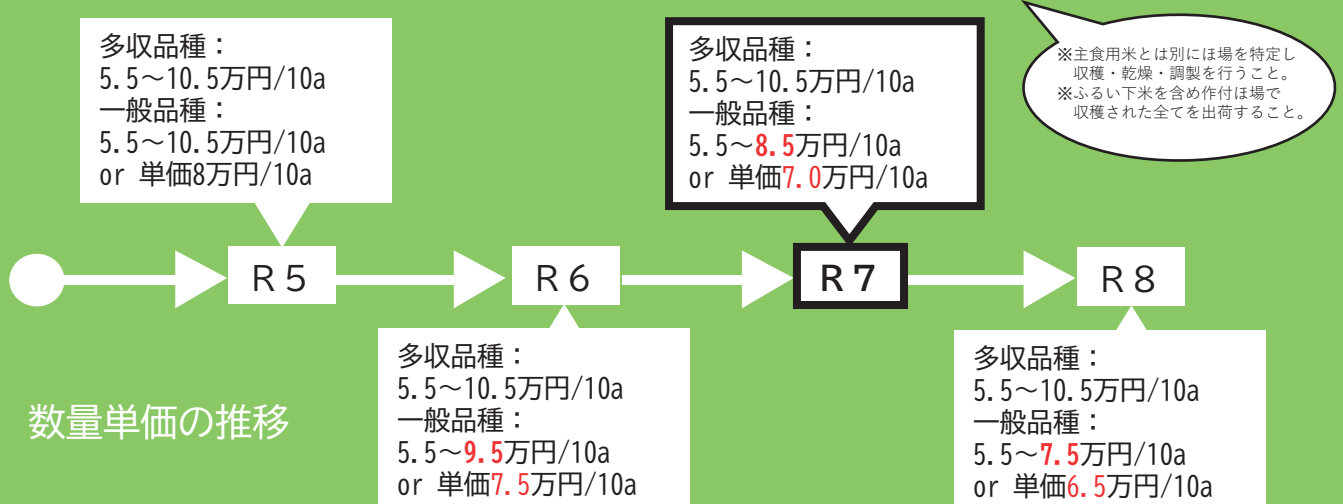 多収品種：
5.5～10.5万円/10a
一般品種：
5.5～10.5万円/10a
or 単価8万円/10a
多収品種：
5.5～10.5万円/10a
一般品種：
5.5～8.5万円/10a
or 単価7.0万円/10a
※主食用米とは別にほ場を特定し
収穫・乾燥・調製を行うこと。
※ふるい下米を含め作付ほ場で
収穫された全てを出荷すること。
Ｒ５
Ｒ６
Ｒ７
Ｒ８
数量単価の推移
多収品種：
5.5～10.5万円/10a
一般品種：
5.5～9.5万円/10a
or 単価7.5万円/10a
多収品種：
5.5～10.5万円/10a
一般品種：
5.5～7.5万円/10a
or 単価6.5万円/10a